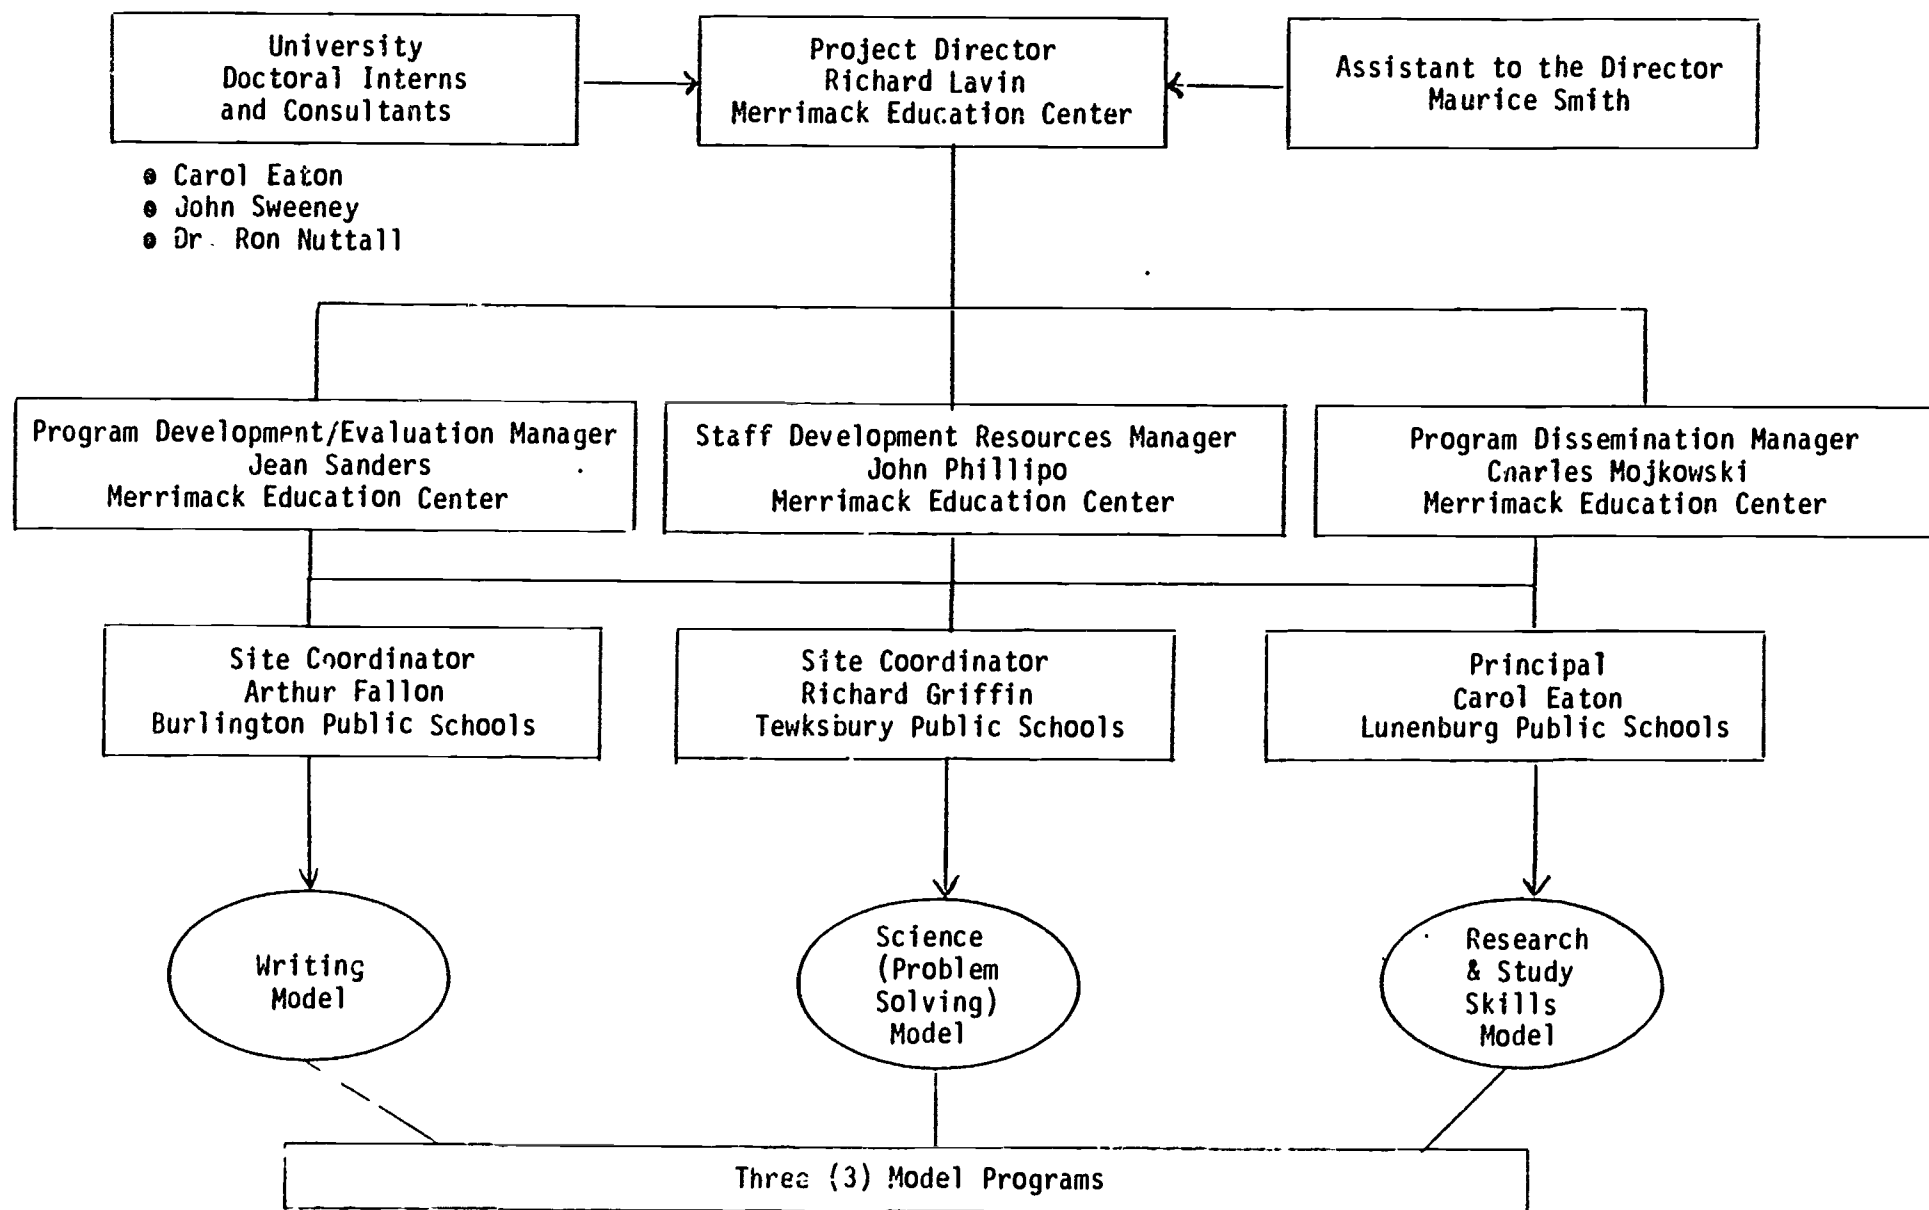 University
Doctoral Interns
and Consultants
Project Director
Richard Lavin
Merrimack Education Center
Assistant to the Director
Maurice Smith
• Carol Eaton
• John Sweeney
• Dr. Ron Nuttall
Program Development/Evaluation Manager
Jean Sanders
Merrimack Education Center
Staff Development Resources Manager
John Phillipo
Merrimack Education Center
Program Dissemination Manager
Charles Mojkowski
Merrimack Education Center
Site Coordinator
Arthur Fallon
Burlington Public Schools
Site Coordinator
Richard Griffin
Tewksbury Public Schools
Principal
Carol Eaton
Lunenburg Public Schools
Writing
Model
Science
(Problem
Solving)
Model
Research
& Study
Skills
Model
Three (3) Model Programs